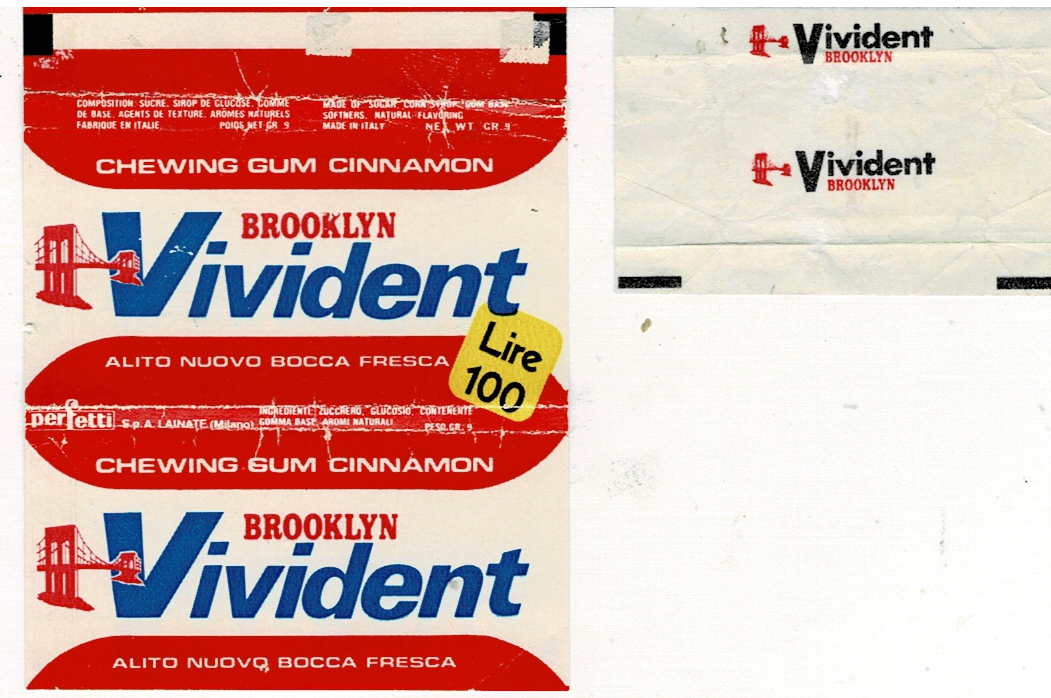 COMPOSITION SUCRE, SIROP DE GLUCOSE, GOMME
DE BASE, AGENTS DE TEXTURE, ARÔMES NATURELS
FABRIQUE EN ITALIE POIDS NET GR. 9
MADE OF SUGAR, CORN SYRUP, GUM BASE
SOFTNERS, NATURAL FLAVORING
MADE IN ITALY NET WT GR. 9
CHEWING GUM CINNAMON
BROOKLYN
Vivident
Lire
100
ALITO NUOVO BOCCA FRESCA
perfetti S.p.A. LAINATE (Milano)
INGREDIENTI: ZUCCHERO, GLUCOSIO, CONTENENTE
GOMMA BASE, AROMI NATURALI PESO GR. 9
CHEWING GUM CINNAMON
BROOKLYN
Vivident
ALITO NUOVO BOCCA FRESCA
Vivident
BROOKLYN
Vivident
BROOKLYN